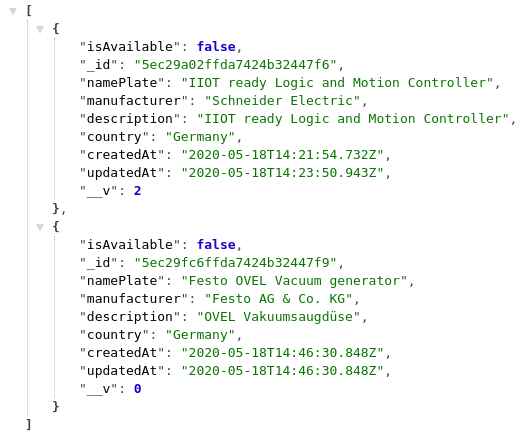 [
{
"isAvailable": false,
"_id": "5ec29a02ffda7424b32447f6",
"namePlate": "IIOT ready Logic and Motion Controller",
"manufacturer": "Schneider Electric",
"description": "IIOT ready Logic and Motion Controller",
"country": "Germany",
"createdAt": "2020-05-18T14:21:54.732Z",
"updatedAt": "2020-05-18T14:23:50.943Z",
"__v": 2
},
{
"isAvailable": false,
"_id": "5ec29fc6ffda7424b32447f9",
"namePlate": "Festo OVEL Vacuum generator",
"manufacturer": "Festo AG & Co. KG",
"description": "OVEL Vakuumsaugdüse",
"country": "Germany",
"createdAt": "2020-05-18T14:46:30.848Z",
"updatedAt": "2020-05-18T14:46:30.848Z",
"__v": 0
}
]